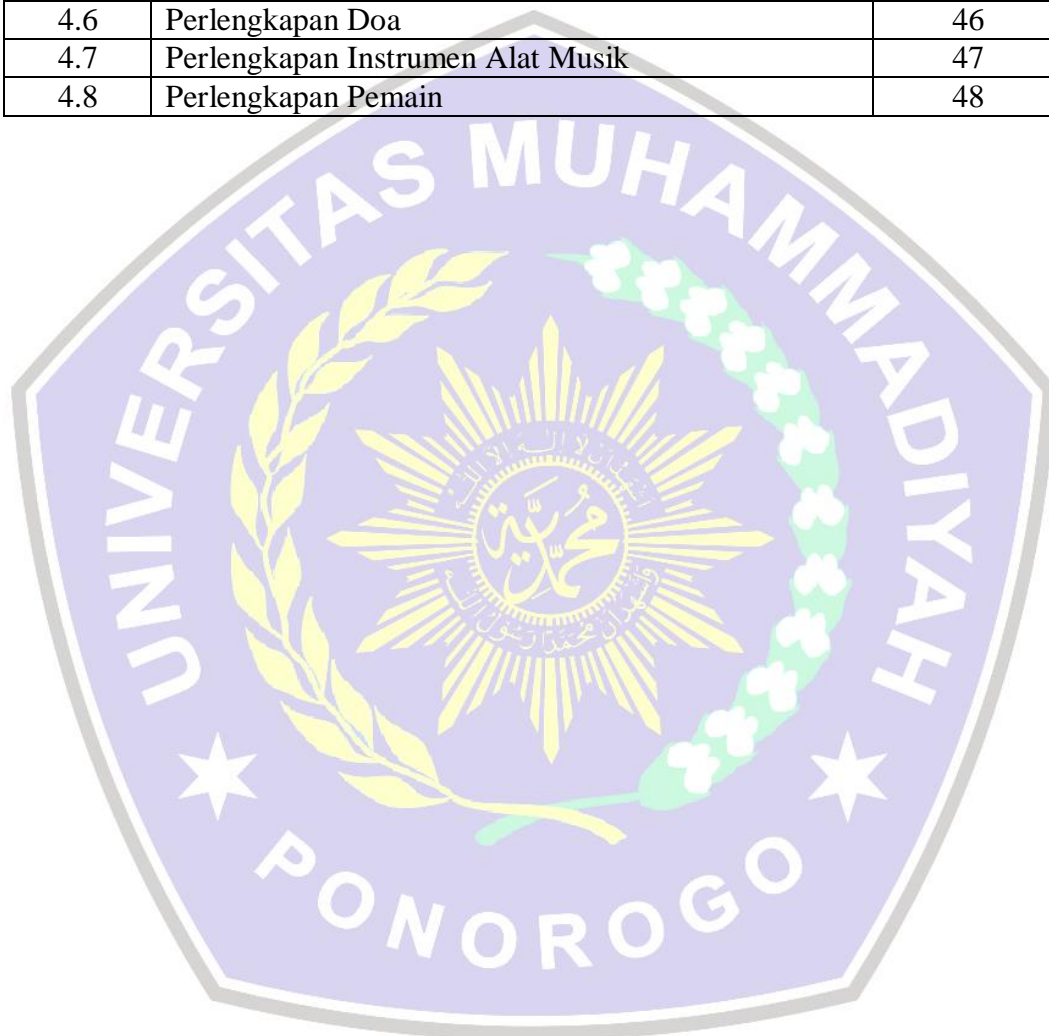 4.6 Perlengkapan Doa 46
4.7 Perlengkapan Instrumen Alat Musik 47
4.8 Perlengkapan Pemain 48
UNIVERSITAS MUHAMMADIYAH
محمدية
PONOROGO